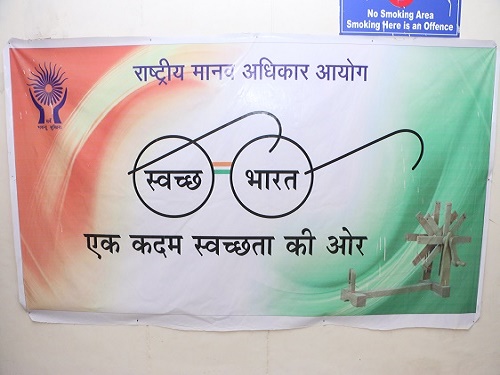 No Smoking Area
Smoking Here is an Offence
राष्ट्रीय मानव अधिकार आयोग
स्वच्छ भारत
एक कदम स्वच्छता की ओर